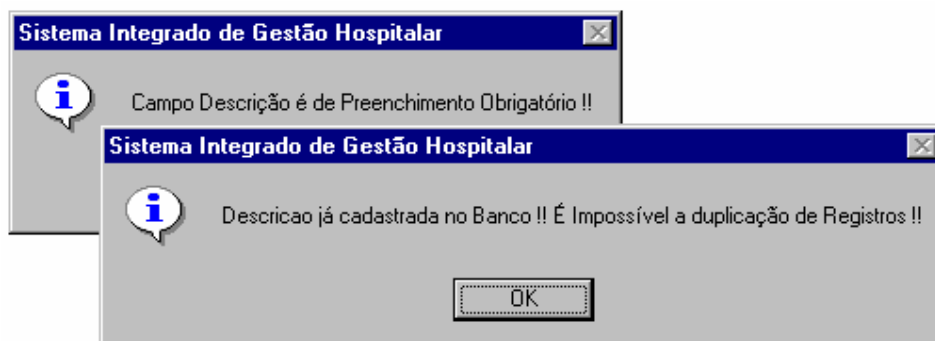 Sistema Integrado de Gestão Hospitalar
Campo Descrição é de Preenchimento Obrigatório !!
Sistema Integrado de Gestão Hospitalar
Descricao já cadastrada no Banco !! É Impossível a duplicação de Registros !!
OK